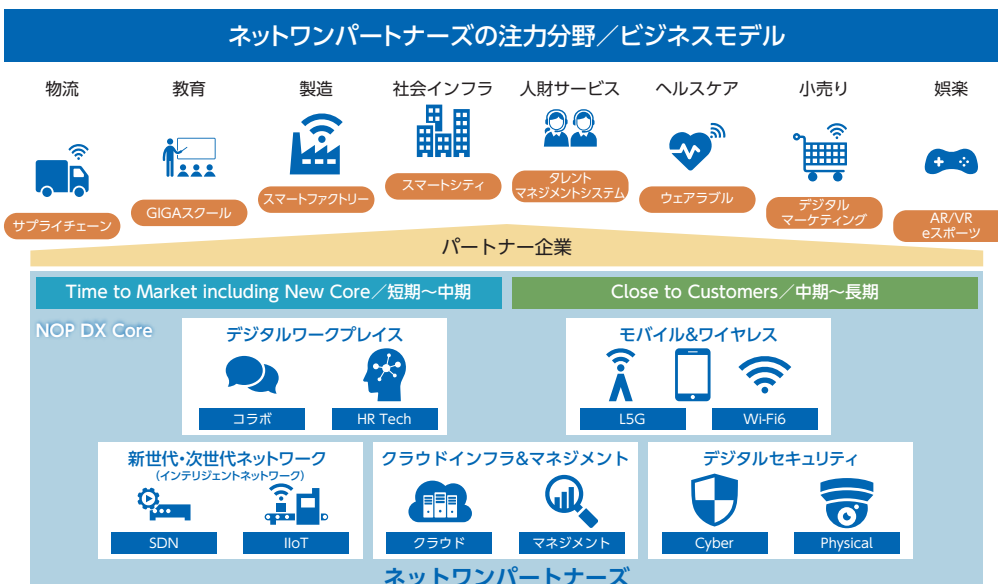 ネットワンパートナーズの注力分野／ビジネスモデル
物流
教育
製造
社会インフラ
人財サービス
ヘルスケア
小売り
娯楽
サプライチェーン
GIGAスクール
スマートファクトリー
スマートシティ
タレント
マネジメントシステム
ウェアラブル
デジタル
マーケティング
AR/VR
eスポーツ
パートナー企業
Time to Market including New Core／短期〜中期
Close to Customers／中期〜長期
NOP DX Core
デジタルワークプレイス
コラボ
HR Tech
モバイル&ワイヤレス
L5G
Wi-Fi6
新世代・次世代ネットワーク
（インテリジェントネットワーク）
SDN
IIoT
クラウドインフラ&マネジメント
クラウド
マネジメント
デジタルセキュリティ
Cyber
Physical
ネットワンパートナーズ